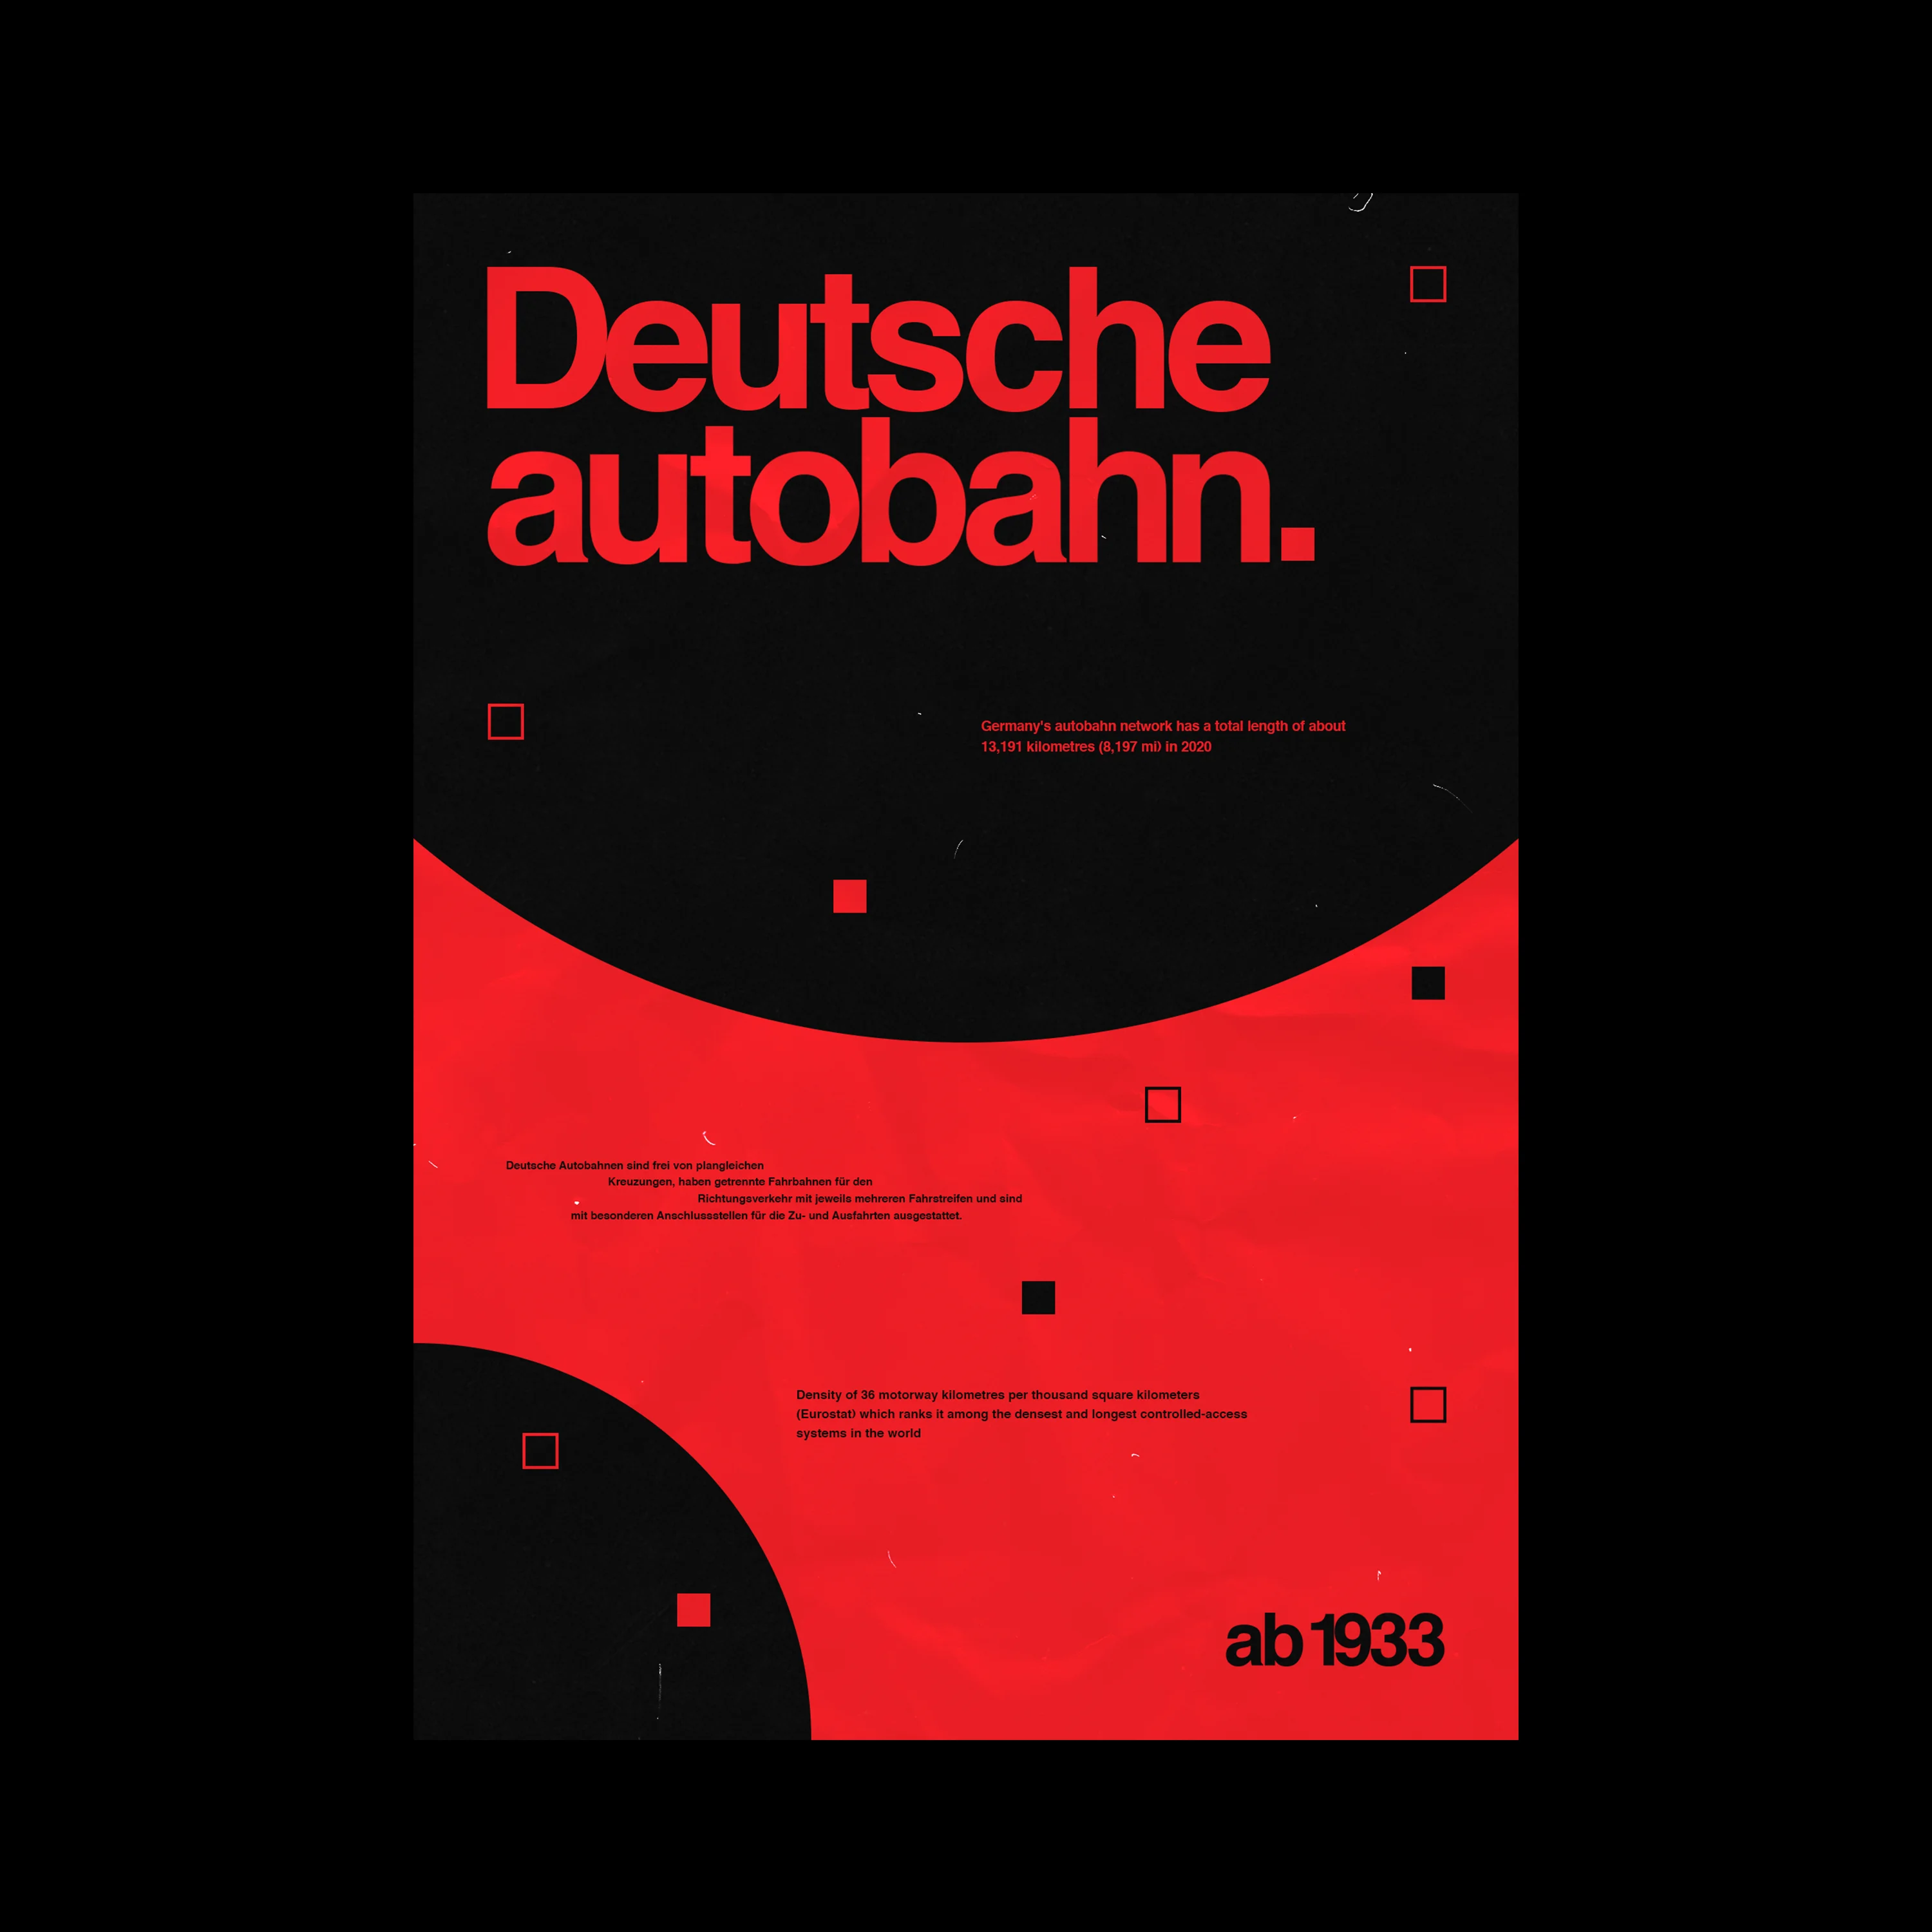 Deutsche
autobahn.
Germany's autobahn network has a total length of about
13,191 kilometres (8,197 mi) in 2020
Deutsche Autobahnen sind frei von plangleichen
Kreuzungen, haben getrennte Fahrbahnen für den
Richtungsverkehr mit jeweils mehreren Fahrstreifen und sind
mit besonderen Anschlussstellen für die Zu- und Ausfahrten ausgestattet.
Density of 36 motorway kilometres per thousand square kilometers
(Eurostat) which ranks it among the densest and longest controlled-access
systems in the world
ab 1933